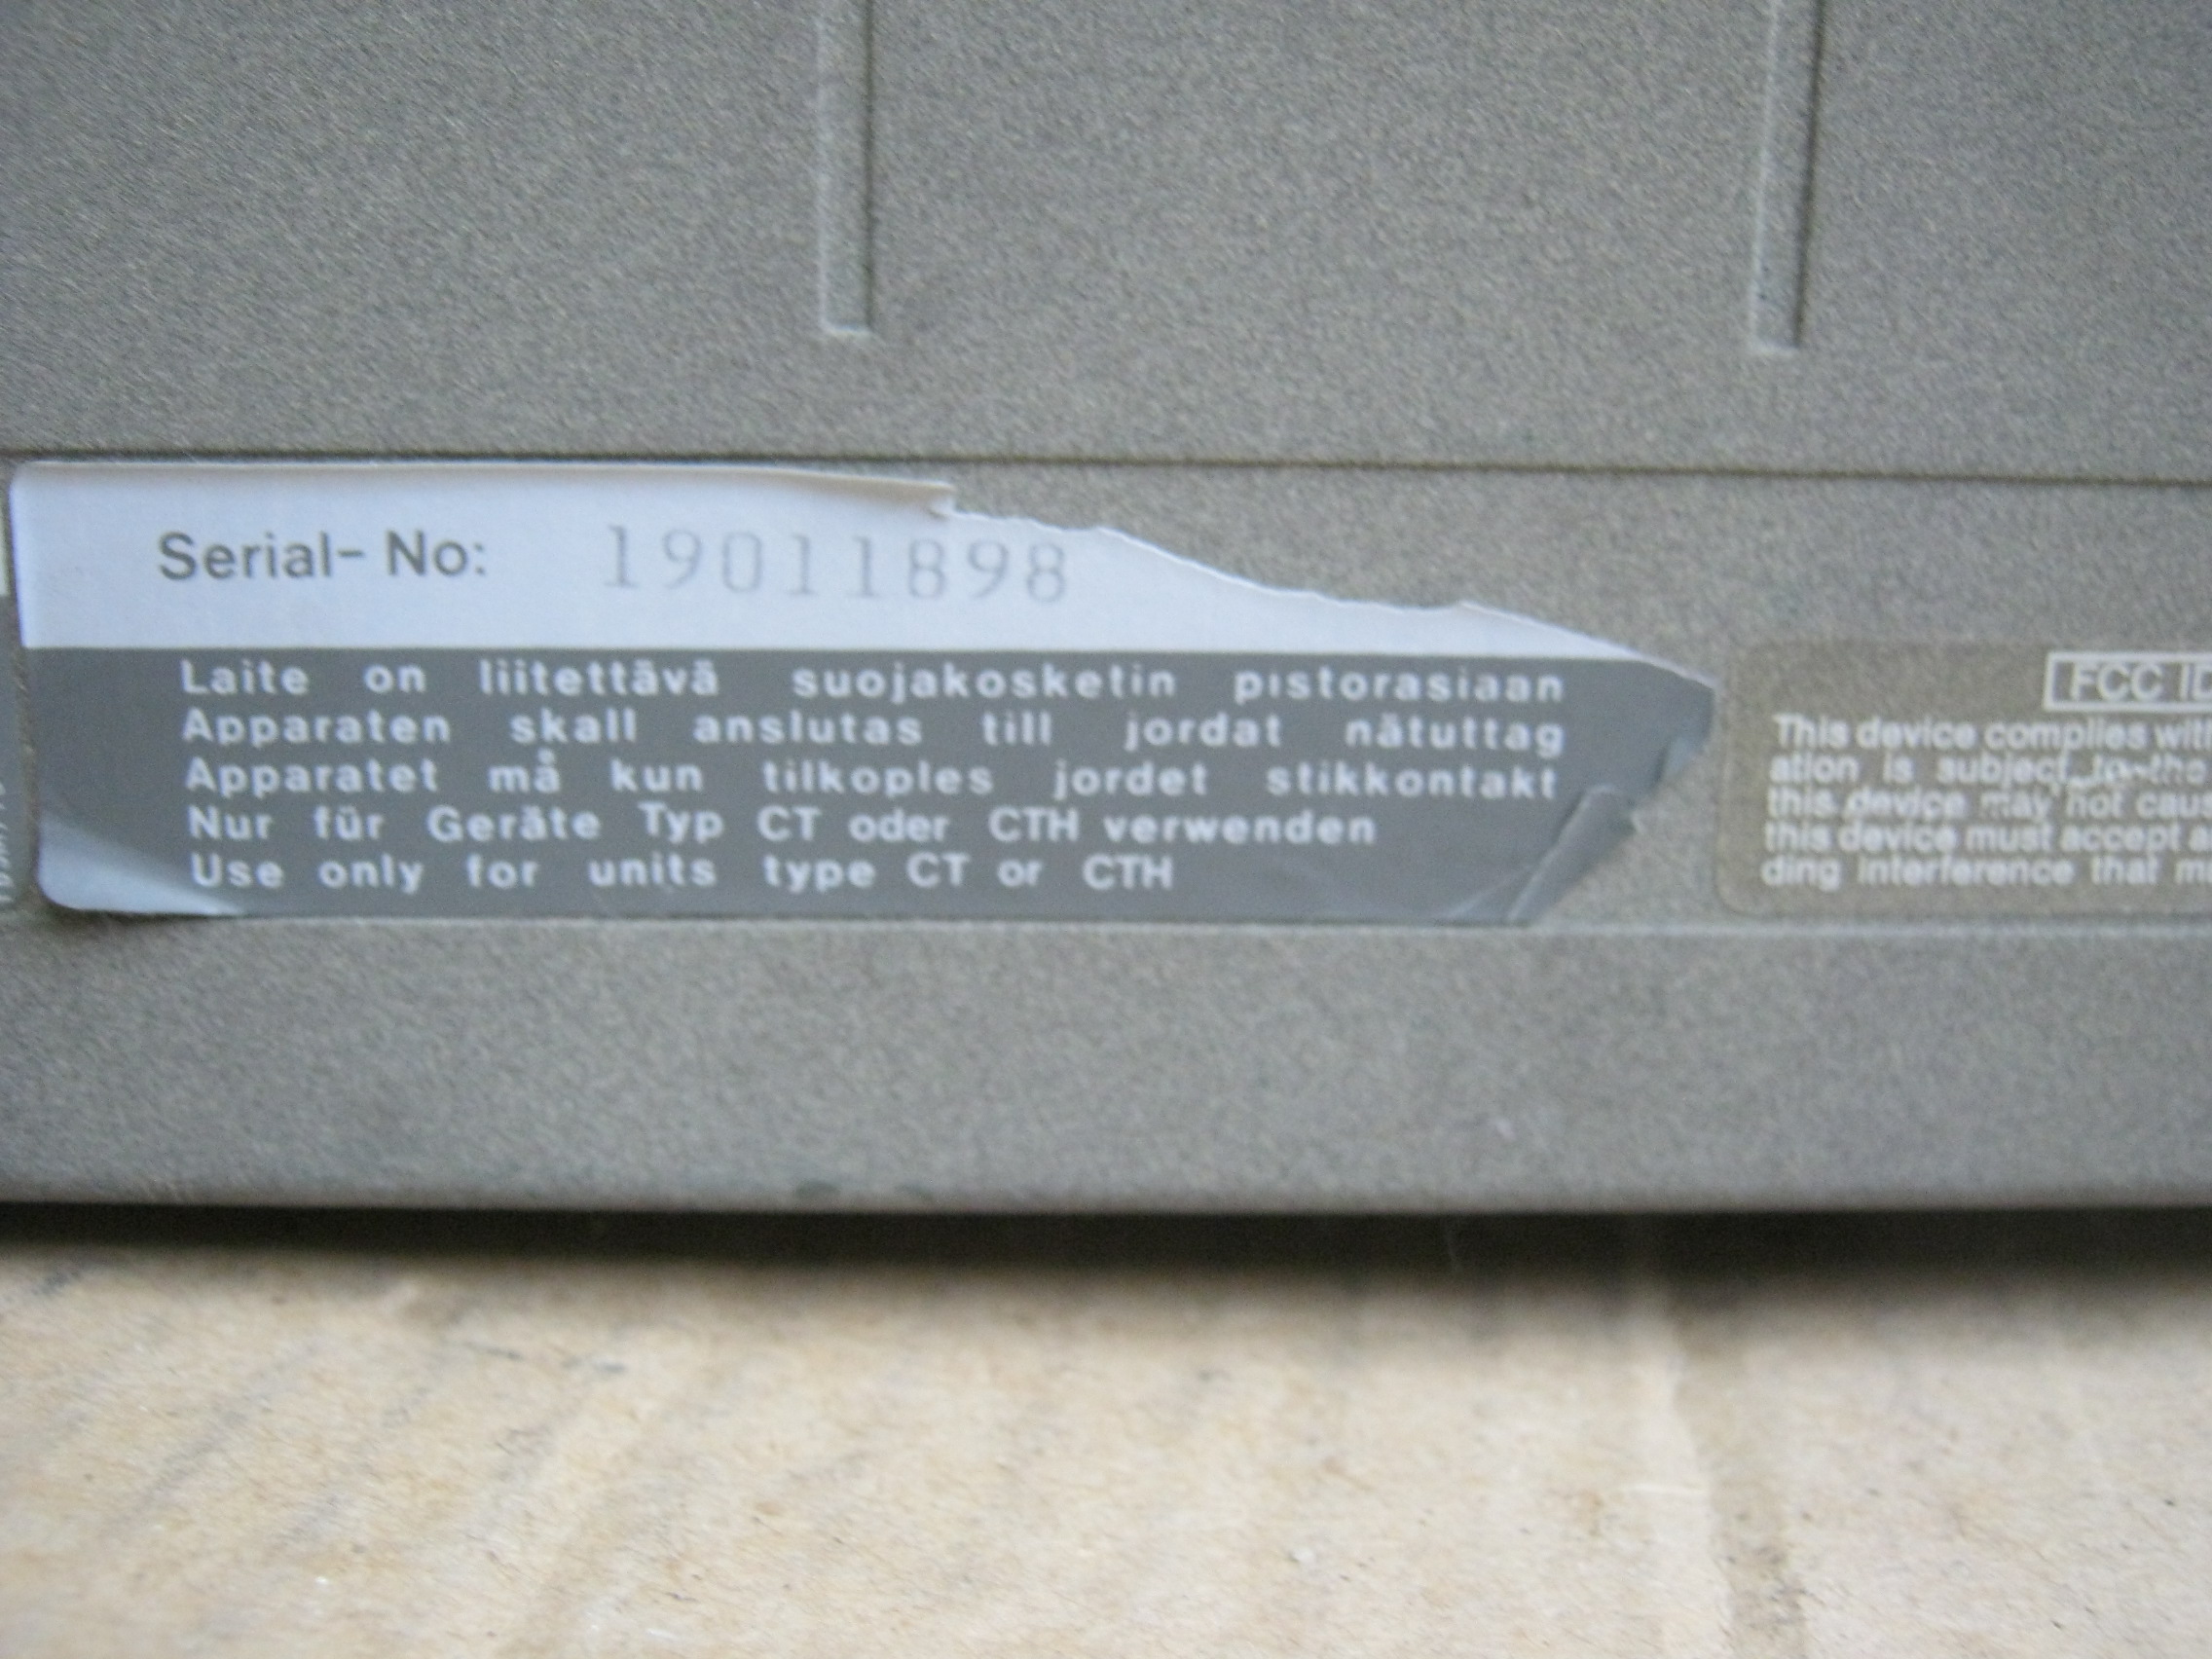 Serial- No: 19011898
Laite on liitettävä suojakosketin pistorasiaan
Apparaten skall anslutas till jordat nätuttag
Apparatet må kun tilkoples jordet stikkontakt
Nur für Geräte Typ CT oder CTH verwenden
Use only for units type CT or CTH
FCC ID
This device complies with
ation is subject to the
this device may not caus
this device must accept a
ding interference that ma